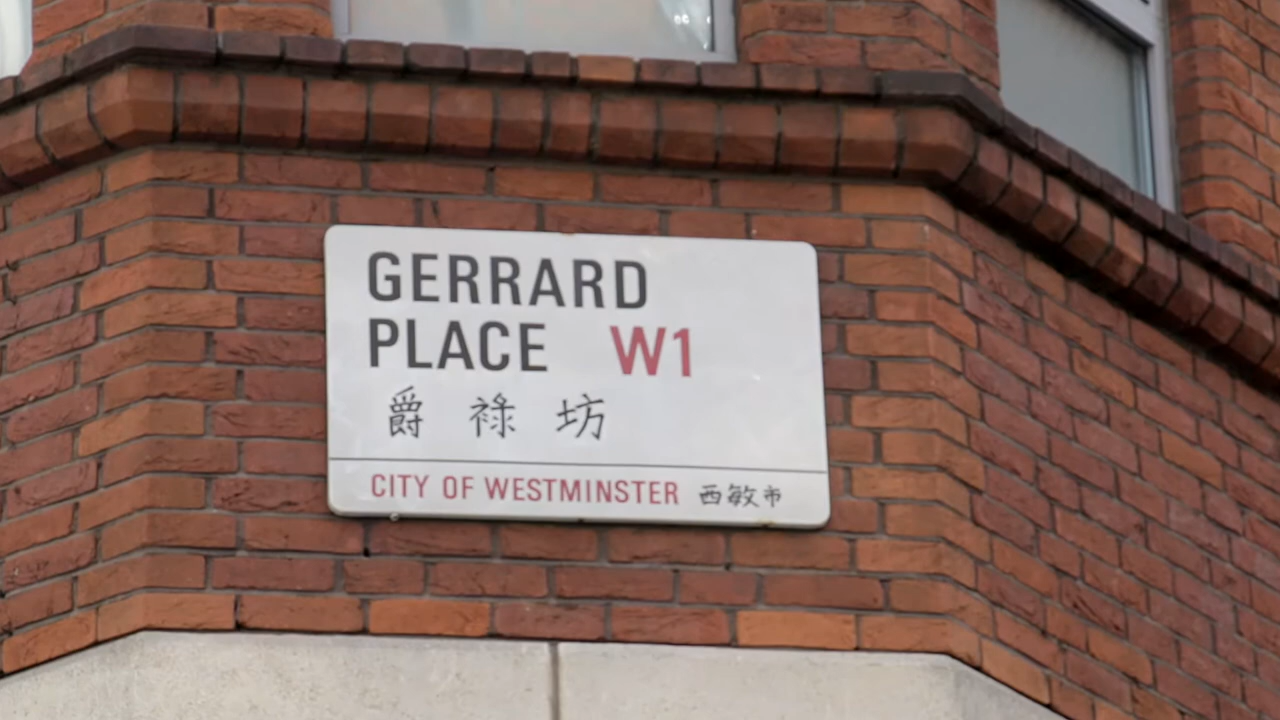 GERRARD
PLACE W1
爵祿坊
CITY OF WESTMINSTER 西敏市